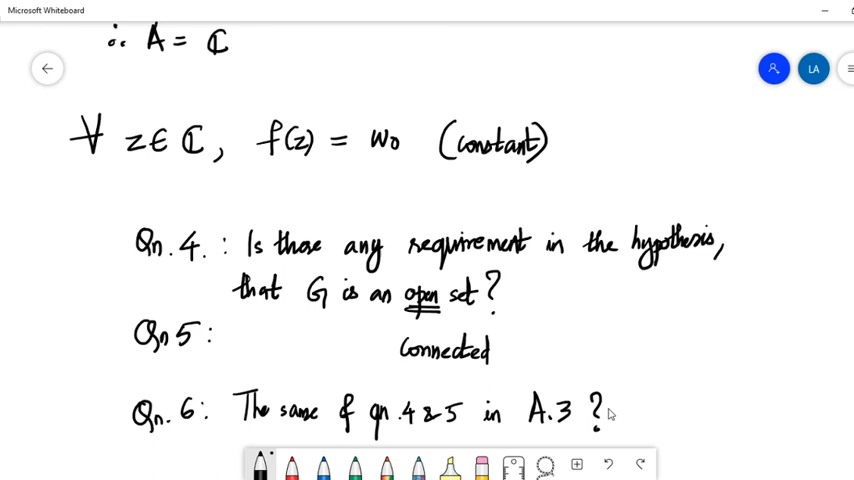 Microsoft Whiteboard
∴ A = ℂ
LA
∀ z∈ ℂ, f(z) = w₀ (constant)
Qn. 4. : Is there any requirement in the hypothesis,
that G is an open set?
Qn 5 :
Connected
Qn. 6 : The same of qn. 4 & 5 in A.3 ?